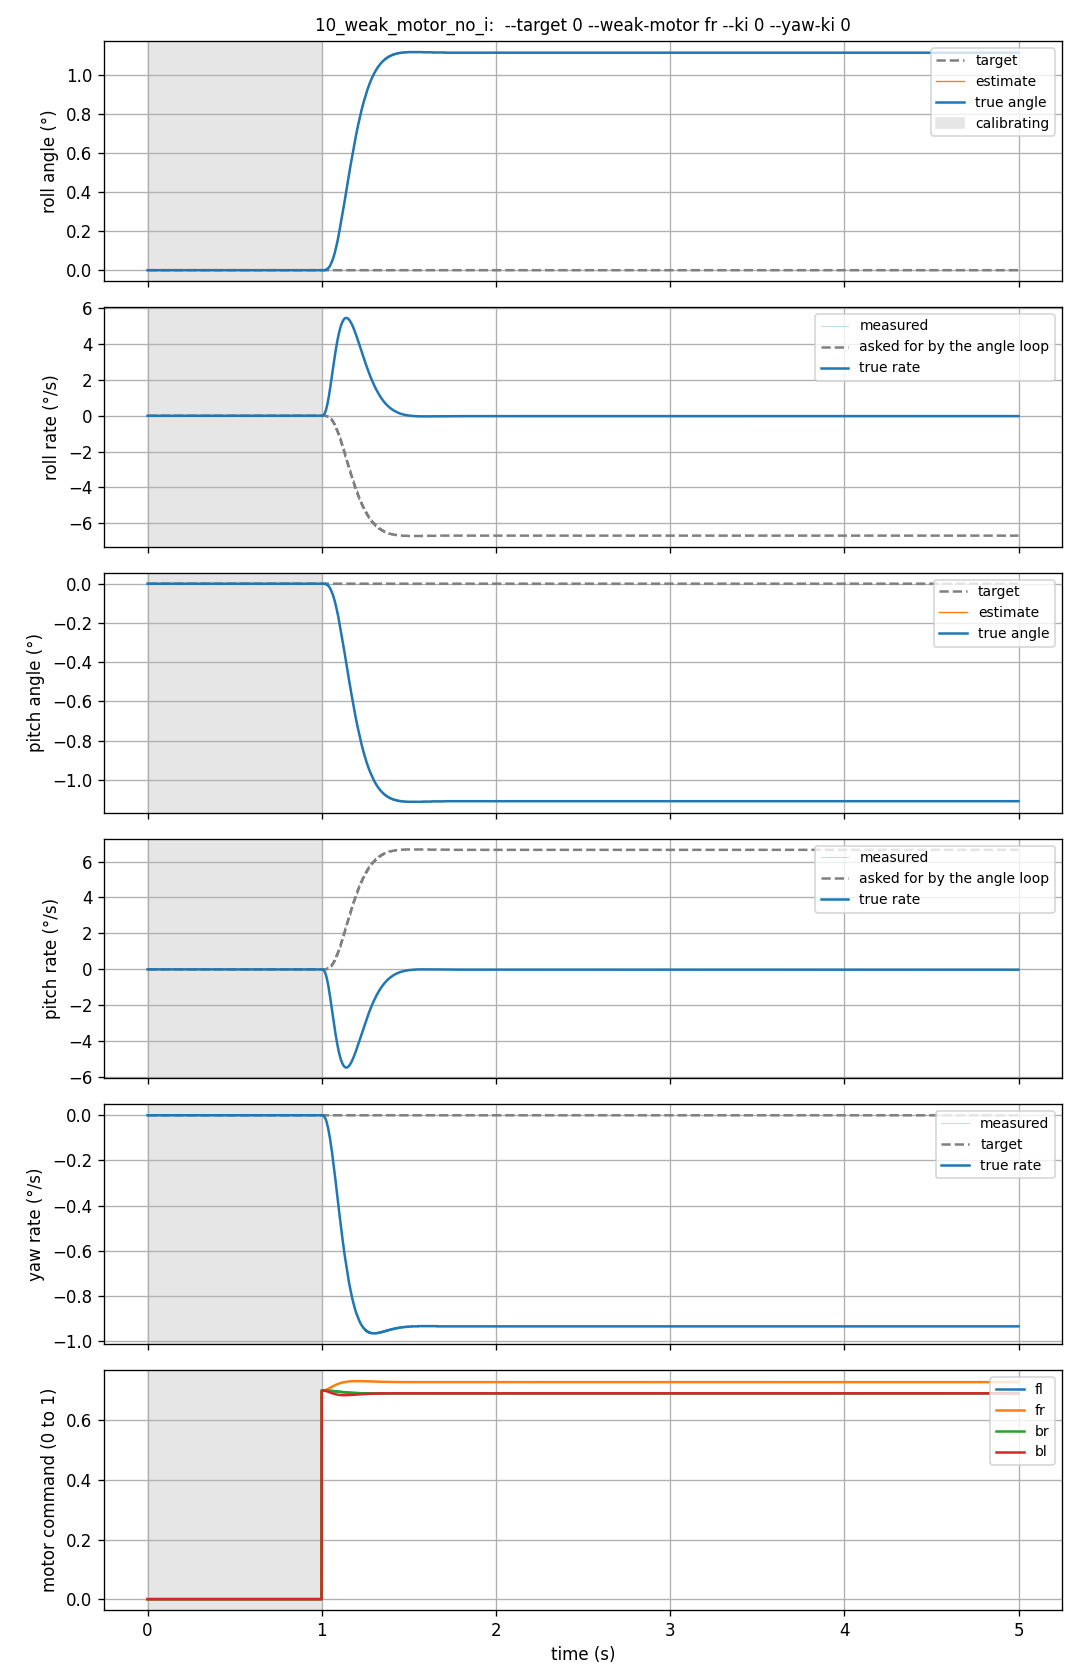 10_weak_motor_no_i:  --target 0 --weak-motor fr --ki 0 --yaw-ki 0
roll angle (°)
1.0
0.8
0.6
0.4
0.2
0.0
target
estimate
true angle
calibrating
roll rate (°/s)
6
4
2
0
−2
−4
−6
measured
asked for by the angle loop
true rate
pitch angle (°)
0.0
−0.2
−0.4
−0.6
−0.8
−1.0
target
estimate
true angle
pitch rate (°/s)
6
4
2
0
−2
−4
−6
measured
asked for by the angle loop
true rate
yaw rate (°/s)
0.0
−0.2
−0.4
−0.6
−0.8
−1.0
measured
target
true rate
motor command (0 to 1)
0.6
0.4
0.2
0.0
fl
fr
br
bl
0
1
2
3
4
5
time (s)